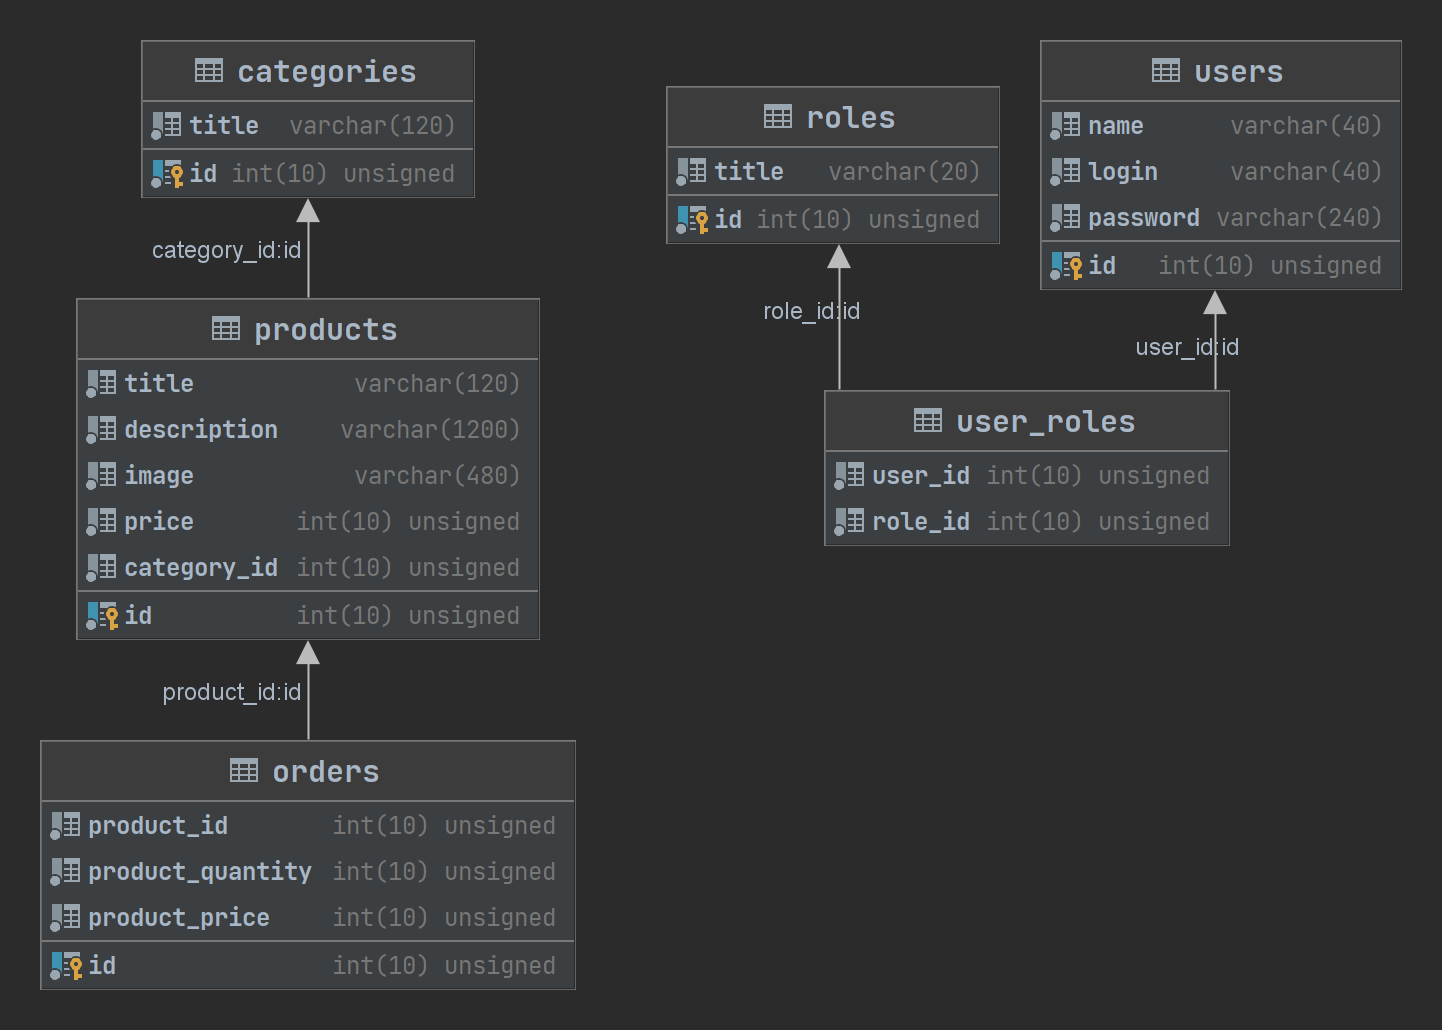 categories
title varchar(120)
id int(10) unsigned
category_id:id
products
title varchar(120)
description varchar(1200)
image varchar(480)
price int(10) unsigned
category_id int(10) unsigned
id int(10) unsigned
product_id:id
orders
product_id int(10) unsigned
product_quantity int(10) unsigned
product_price int(10) unsigned
id int(10) unsigned
roles
title varchar(20)
id int(10) unsigned
role_id:id
users
name varchar(40)
login varchar(40)
password varchar(240)
id int(10) unsigned
user_id:id
user_roles
user_id int(10) unsigned
role_id int(10) unsigned